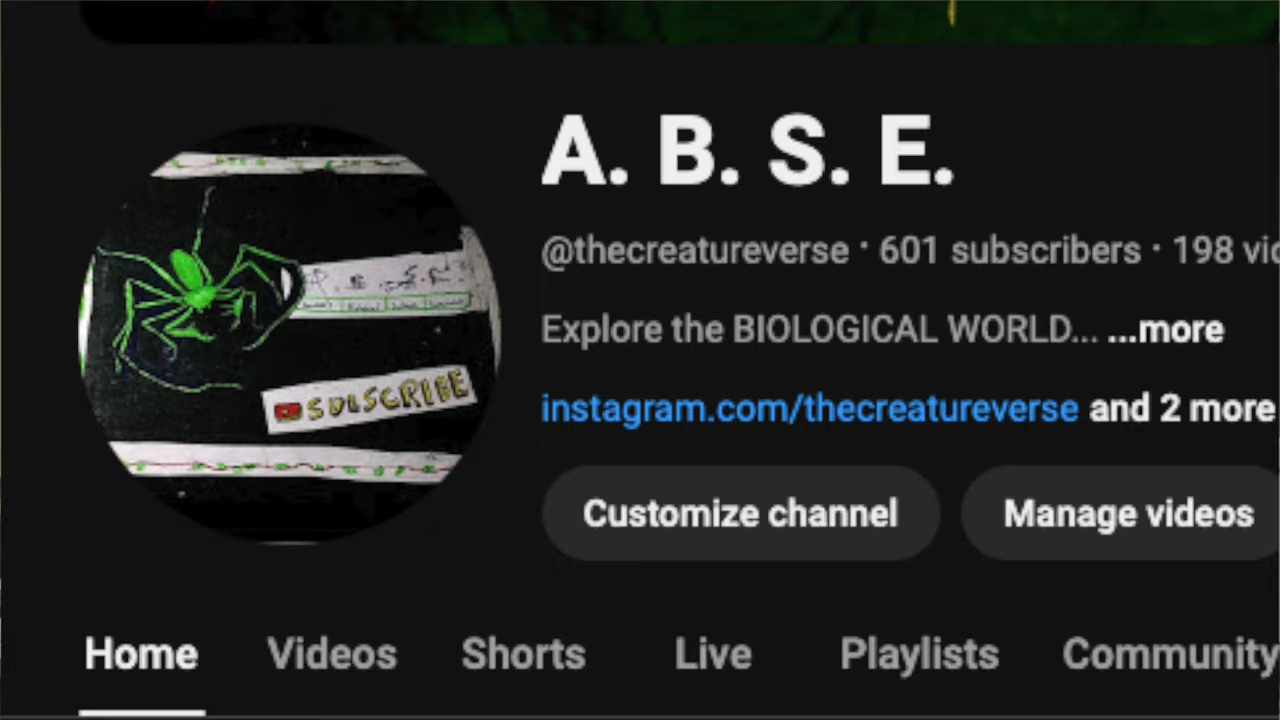 A. B. S. E.
@thecreatureverse · 601 subscribers · 198
Explore the BIOLOGICAL WORLD... ...more
instagram.com/thecreatureverse and 2 more
Customize channel
Manage videos
Home Videos Shorts Live Playlists Community
SUBSCRIBE